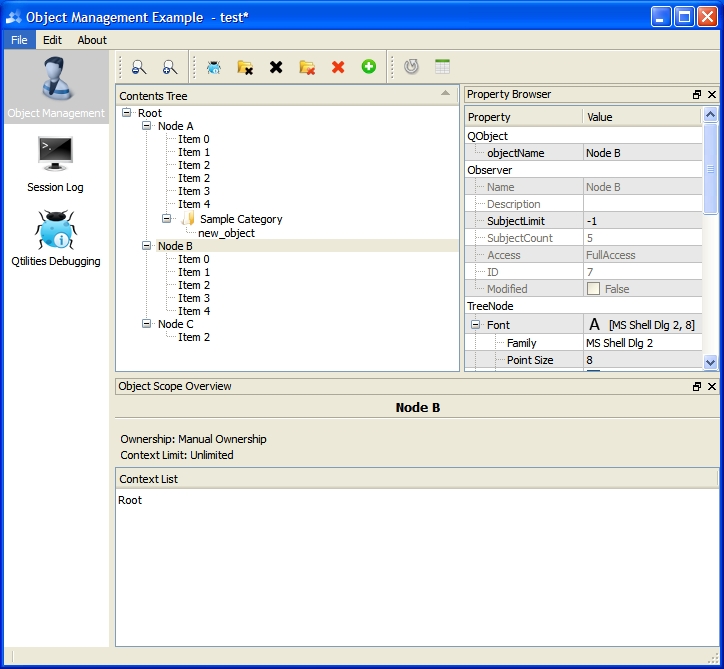 Object Management Example - test*
File Edit About
Object Management
Session Log
Qtilities Debugging
Contents Tree
Root
Node A
Item 0
Item 1
Item 2
Item 2
Item 3
Item 4
Sample Category
new_object
Node B
Item 0
Item 1
Item 2
Item 3
Item 4
Node C
Item 2
Property Browser
Property Value
QObject
objectName Node B
Observer
Name Node B
Description
SubjectLimit -1
SubjectCount 5
Access FullAccess
ID 7
Modified False
TreeNode
Font A [MS Shell Dlg 2, 8]
Family MS Shell Dlg 2
Point Size 8
Object Scope Overview
Node B
Ownership: Manual Ownership
Context Limit: Unlimited
Context List
Root